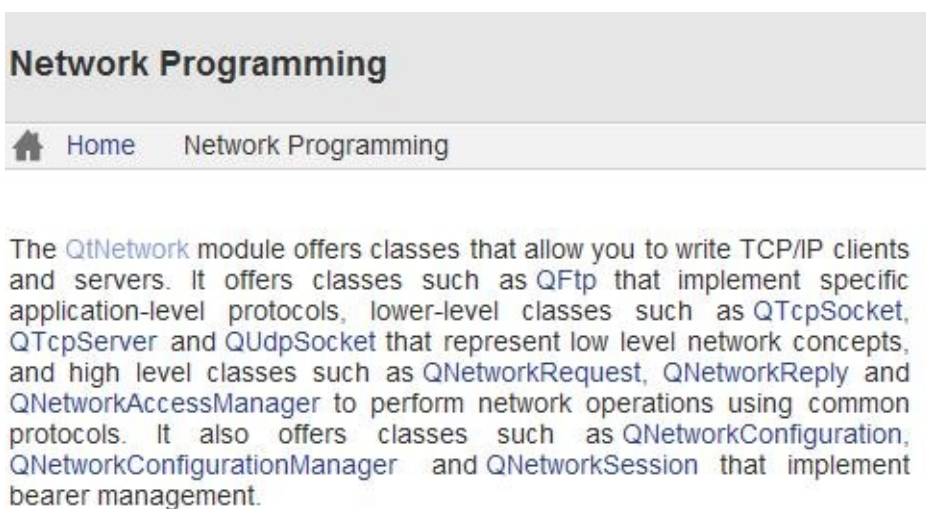 Network Programming
Home Network Programming
The QtNetwork module offers classes that allow you to write TCP/IP clients
and servers. It offers classes such as QFtp that implement specific
application-level protocols, lower-level classes such as QTcpSocket,
QTcpServer and QUdpSocket that represent low level network concepts,
and high level classes such as QNetworkRequest, QNetworkReply and
QNetworkAccessManager to perform network operations using common
protocols. It also offers classes such as QNetworkConfiguration,
QNetworkConfigurationManager and QNetworkSession that implement
bearer management.